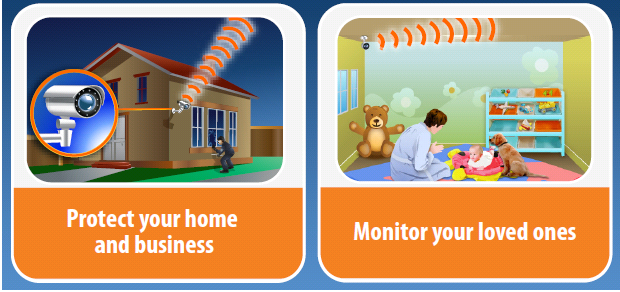 Protect your home
and business
Monitor your loved ones